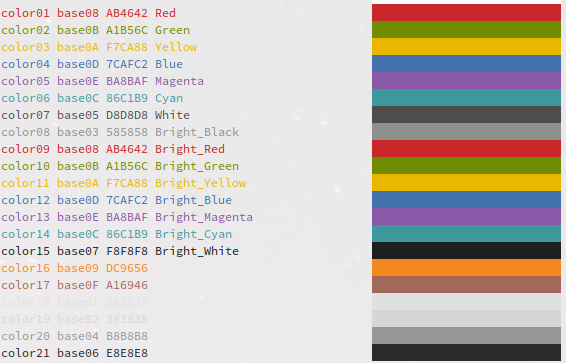 color01 base08 AB4642 Red
color02 base0B A1B56C Green
color03 base0A F7CA88 Yellow
color04 base0D 7CAFC2 Blue
color05 base0E BA8BAF Magenta
color06 base0C 86C1B9 Cyan
color07 base05 D8D8D8 White
color08 base03 585858 Bright_Black
color09 base08 AB4642 Bright_Red
color10 base0B A1B56C Bright_Green
color11 base0A F7CA88 Bright_Yellow
color12 base0D 7CAFC2 Bright_Blue
color13 base0E BA8BAF Bright_Magenta
color14 base0C 86C1B9 Bright_Cyan
color15 base07 F8F8F8 Bright_White
color16 base09 DC9656
color17 base0F A16946
color18 base01 282828
color19 base02 383838
color20 base04 B8B8B8
color21 base06 E8E8E8